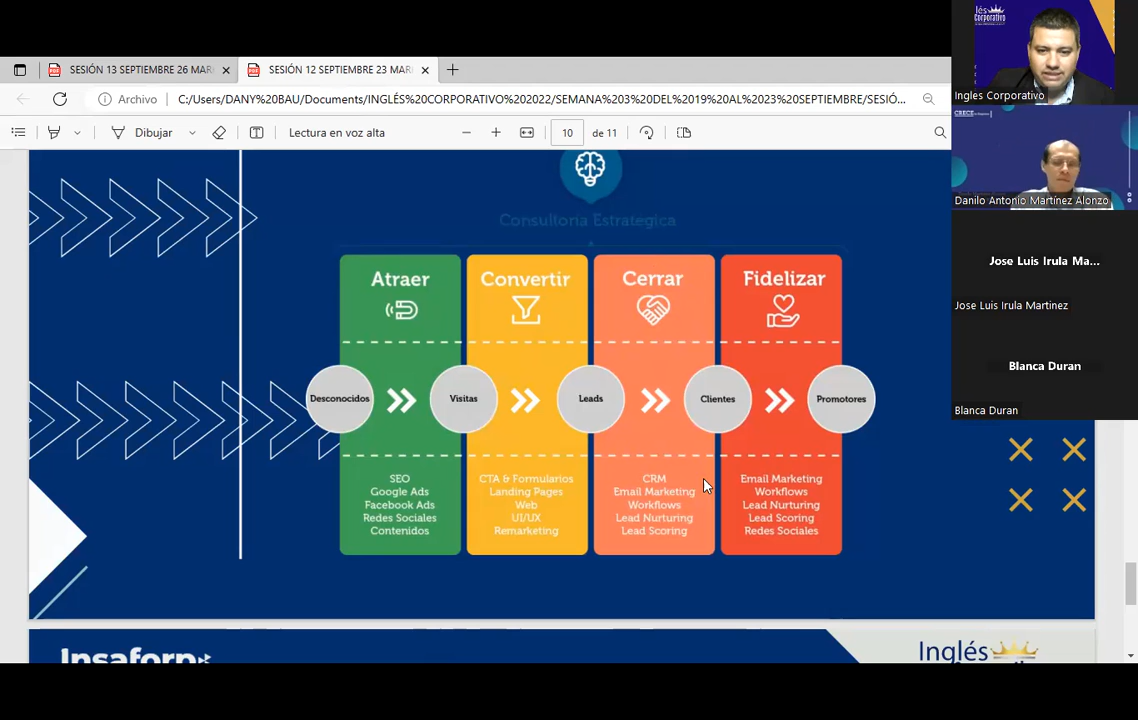 SESIÓN 13 SEPTIEMBRE 26 MAR
SESIÓN 12 SEPTIEMBRE 23 MAR
Archivo
C:/Users/DANY%20BAU/Documents/INGLÉS%20CORPORATIVO%202022/SEMANA%203%20DEL%2019%20AL%2023%20SEPTIEMBRE/SESIÓ...
Dibujar
Lectura en voz alta
10
de 11
Consultoria Estrategica
Atraer
Convertir
Cerrar
Fidelizar
Desconocidos
Visitas
Leads
Clientes
Promotores
SEO
Google Ads
Facebook Ads
Redes Sociales
Contenidos
CTA & Formularios
Landing Pages
Web
UI/UX
Remarketing
CRM
Email Marketing
Workflows
Lead Nurturing
Lead Scoring
Email Marketing
Workflows
Lead Nurturing
Lead Scoring
Redes Sociales
Insaforp
Inglés
lés
Corporativo
Ingles Corporativo
CRECE
Danilo Antonio Martínez Alonzo
Jose Luis Irula Ma...
Jose Luis Irula Martinez
Blanca Duran
Blanca Duran